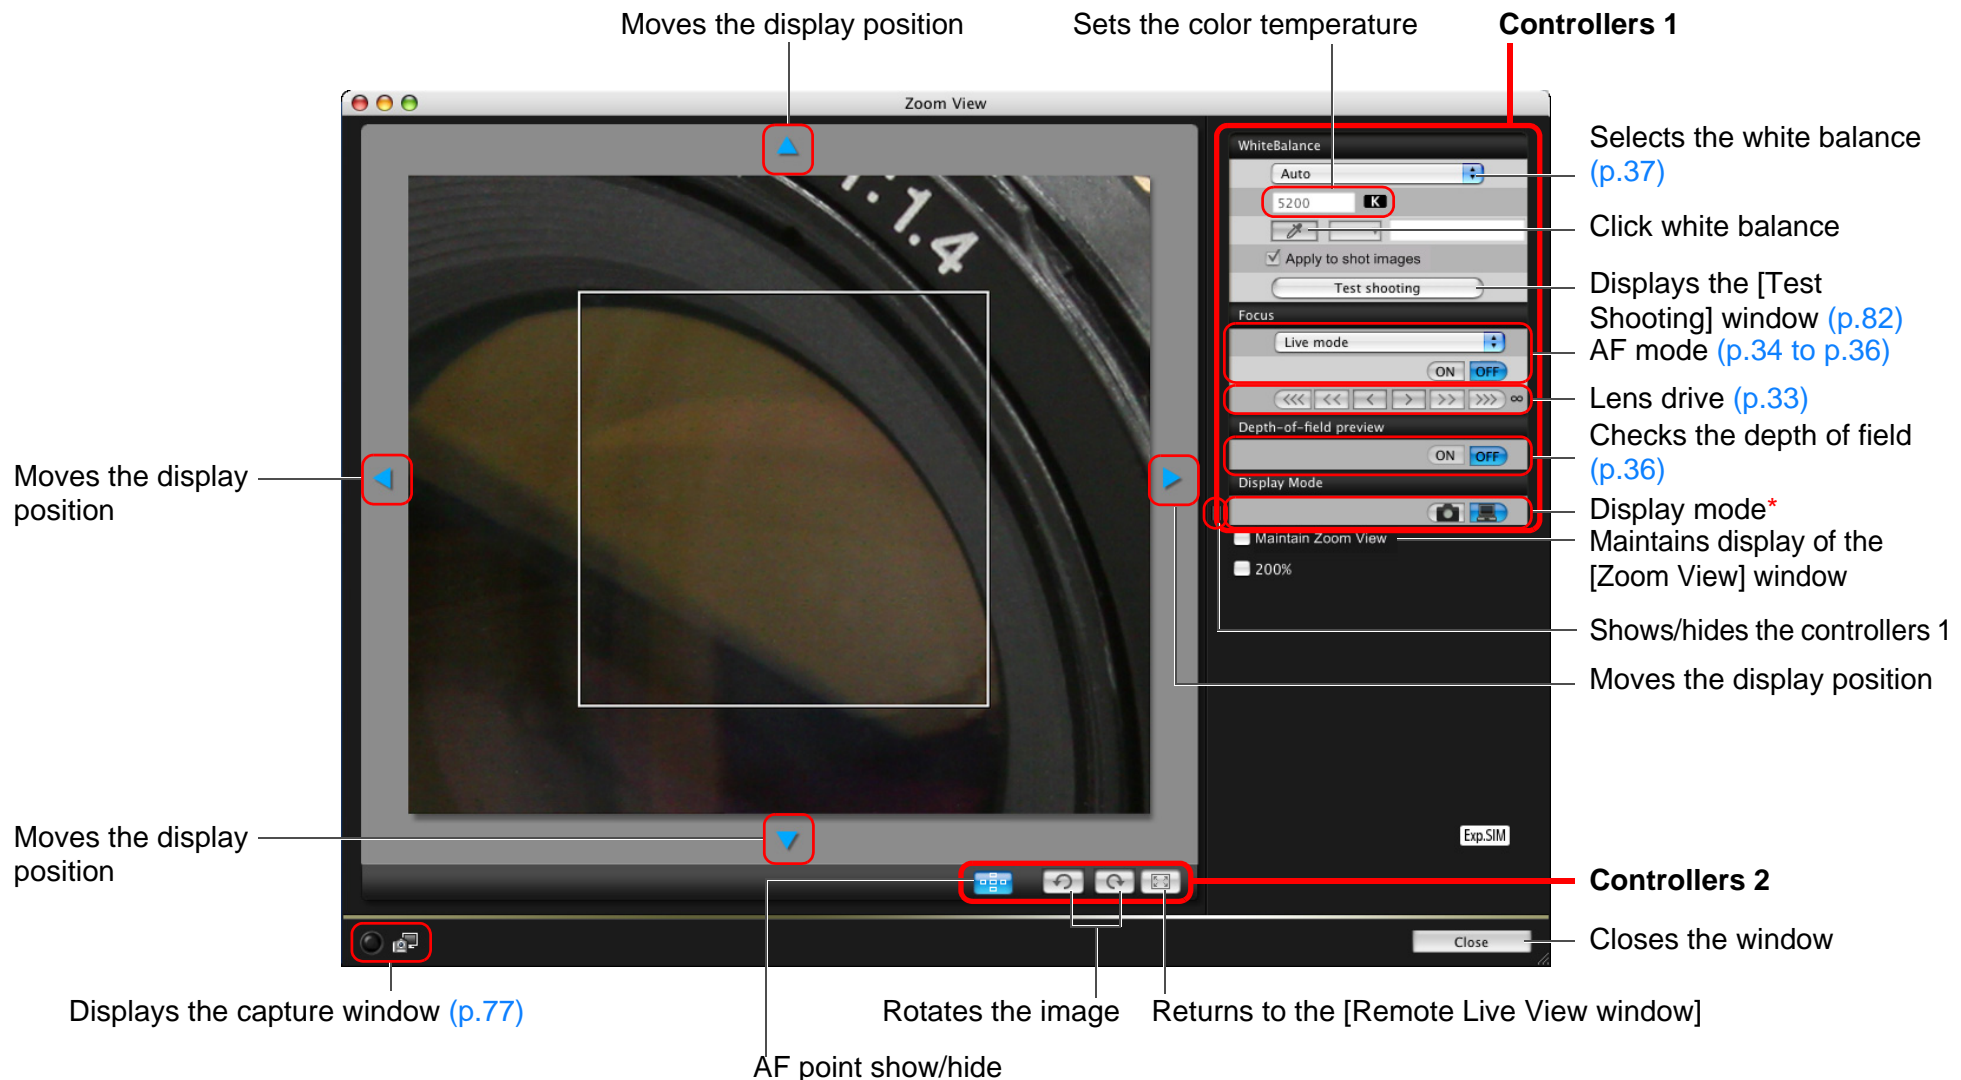 Moves the display position
Sets the color temperature
Controllers 1
Zoom View
1:1.4
WhiteBalance
Auto
5200 K
Apply to shot images
Test shooting
Focus
Live mode
ON OFF
<<< << < > >> >>> ∞
Depth-of-field preview
ON OFF
Display Mode
Maintain Zoom View
200%
Exp.SIM
Close
Selects the white balance
(p.37)
Click white balance
Displays the [Test
Shooting] window (p.82)
AF mode (p.34 to p.36)
Lens drive (p.33)
Checks the depth of field
(p.36)
Display mode*
Maintains display of the
[Zoom View] window
Shows/hides the controllers 1
Moves the display position
Controllers 2
Closes the window
Moves the display
position
Moves the display
position
Displays the capture window (p.77)
Rotates the image
Returns to the [Remote Live View window]
AF point show/hide